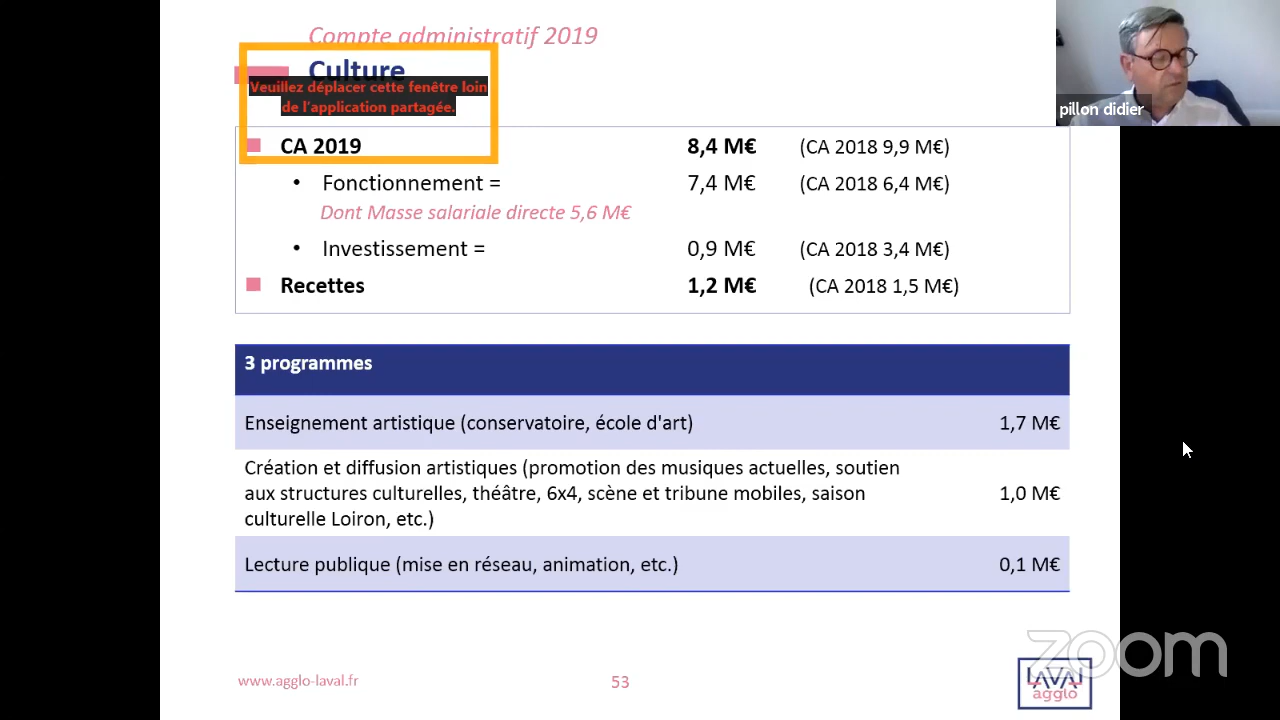 Compte administratif 2019
Culture
Veuillez déplacer cette fenêtre loin
de l'application partagée.
pillon didier
CA 2019 8,4 M€ (CA 2018 9,9 M€)
• Fonctionnement = 7,4 M€ (CA 2018 6,4 M€)
Dont Masse salariale directe 5,6 M€
• Investissement = 0,9 M€ (CA 2018 3,4 M€)
Recettes 1,2 M€ (CA 2018 1,5 M€)
3 programmes
Enseignement artistique (conservatoire, école d'art) 1,7 M€
Création et diffusion artistiques (promotion des musiques actuelles, soutien
aux structures culturelles, théâtre, 6x4, scène et tribune mobiles, saison 1,0 M€
culturelle Loiron, etc.)
Lecture publique (mise en réseau, animation, etc.) 0,1 M€
zoom
www.agglo-laval.fr 53
LAVAL
agglo